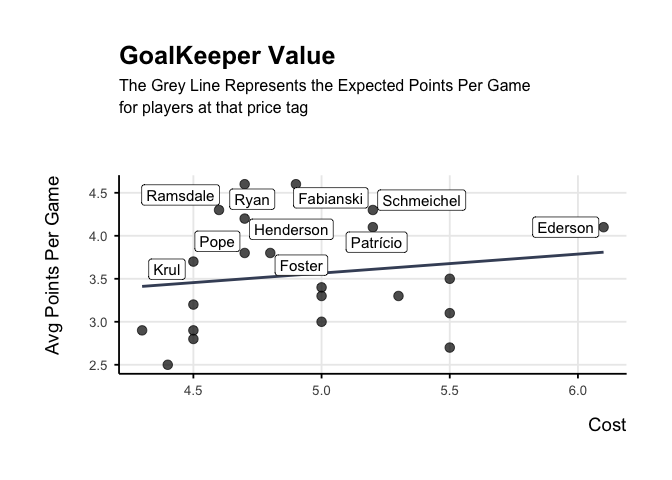 GoalKeeper Value
The Grey Line Represents the Expected Points Per Game
for players at that price tag
Avg Points Per Game
4.5
4.0
3.5
3.0
2.5
Ramsdale
Ryan
Fabianski
Schmeichel
Henderson
Ederson
Pope
Patrício
Krul
Foster
4.5
5.0
5.5
6.0
Cost